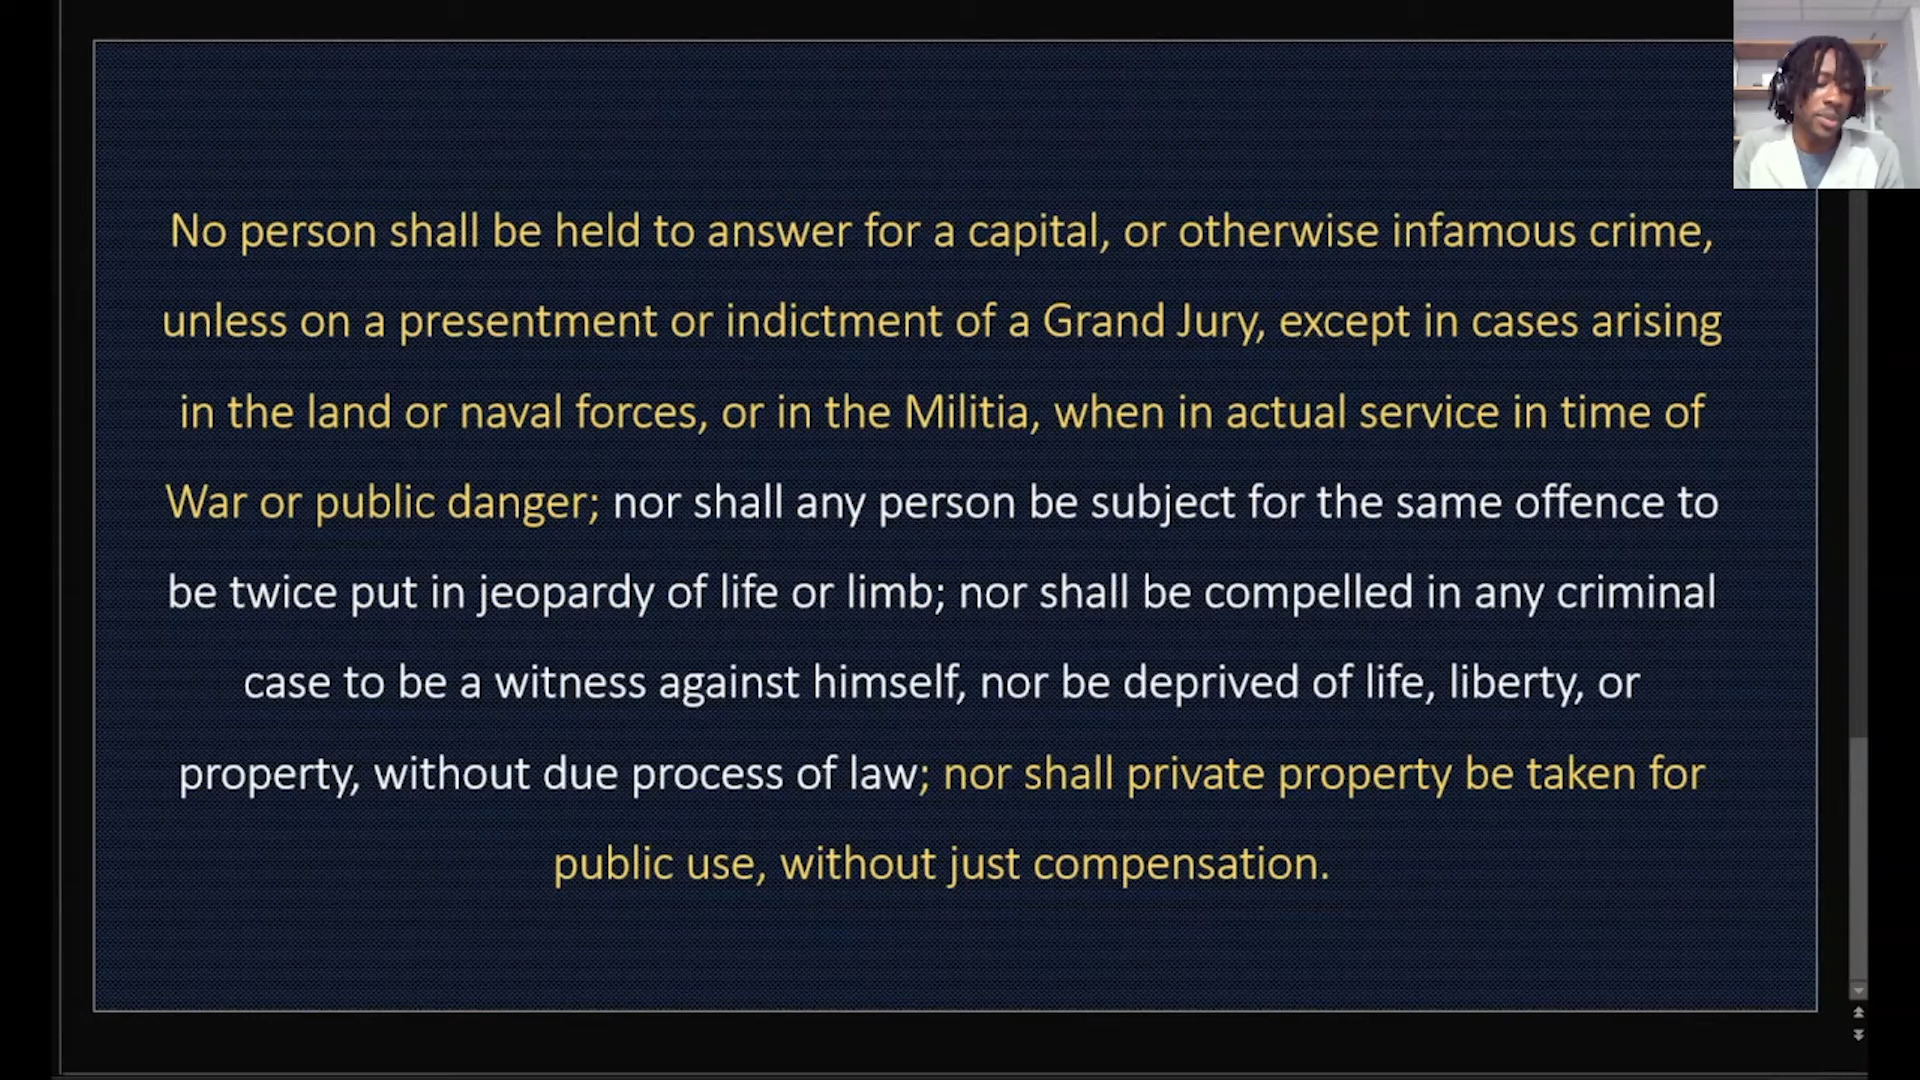 No person shall be held to answer for a capital, or otherwise infamous crime,
unless on a presentment or indictment of a Grand Jury, except in cases arising
in the land or naval forces, or in the Militia, when in actual service in time of
War or public danger; nor shall any person be subject for the same offence to
be twice put in jeopardy of life or limb; nor shall be compelled in any criminal
case to be a witness against himself, nor be deprived of life, liberty, or
property, without due process of law; nor shall private property be taken for
public use, without just compensation.